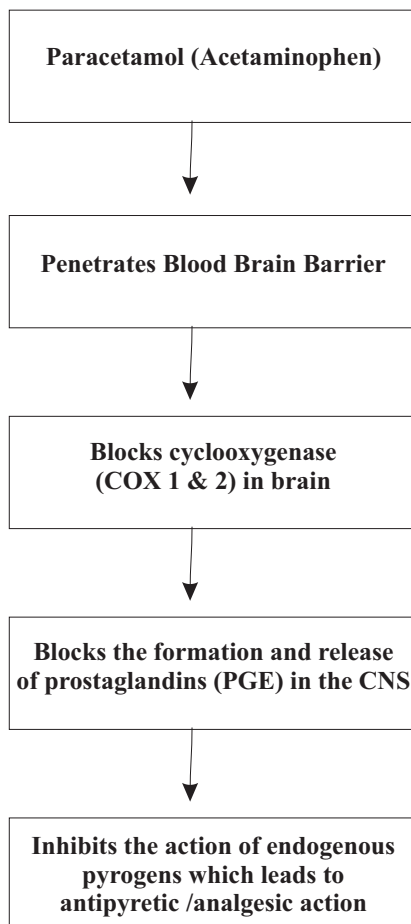 Paracetamol (Acetaminophen)
Penetrates Blood Brain Barrier
Blocks cyclooxygenase
(COX 1 & 2) in brain
Blocks the formation and release
of prostaglandins (PGE) in the CNS
Inhibits the action of endogenous
pyrogens which leads to
antipyretic /analgesic action